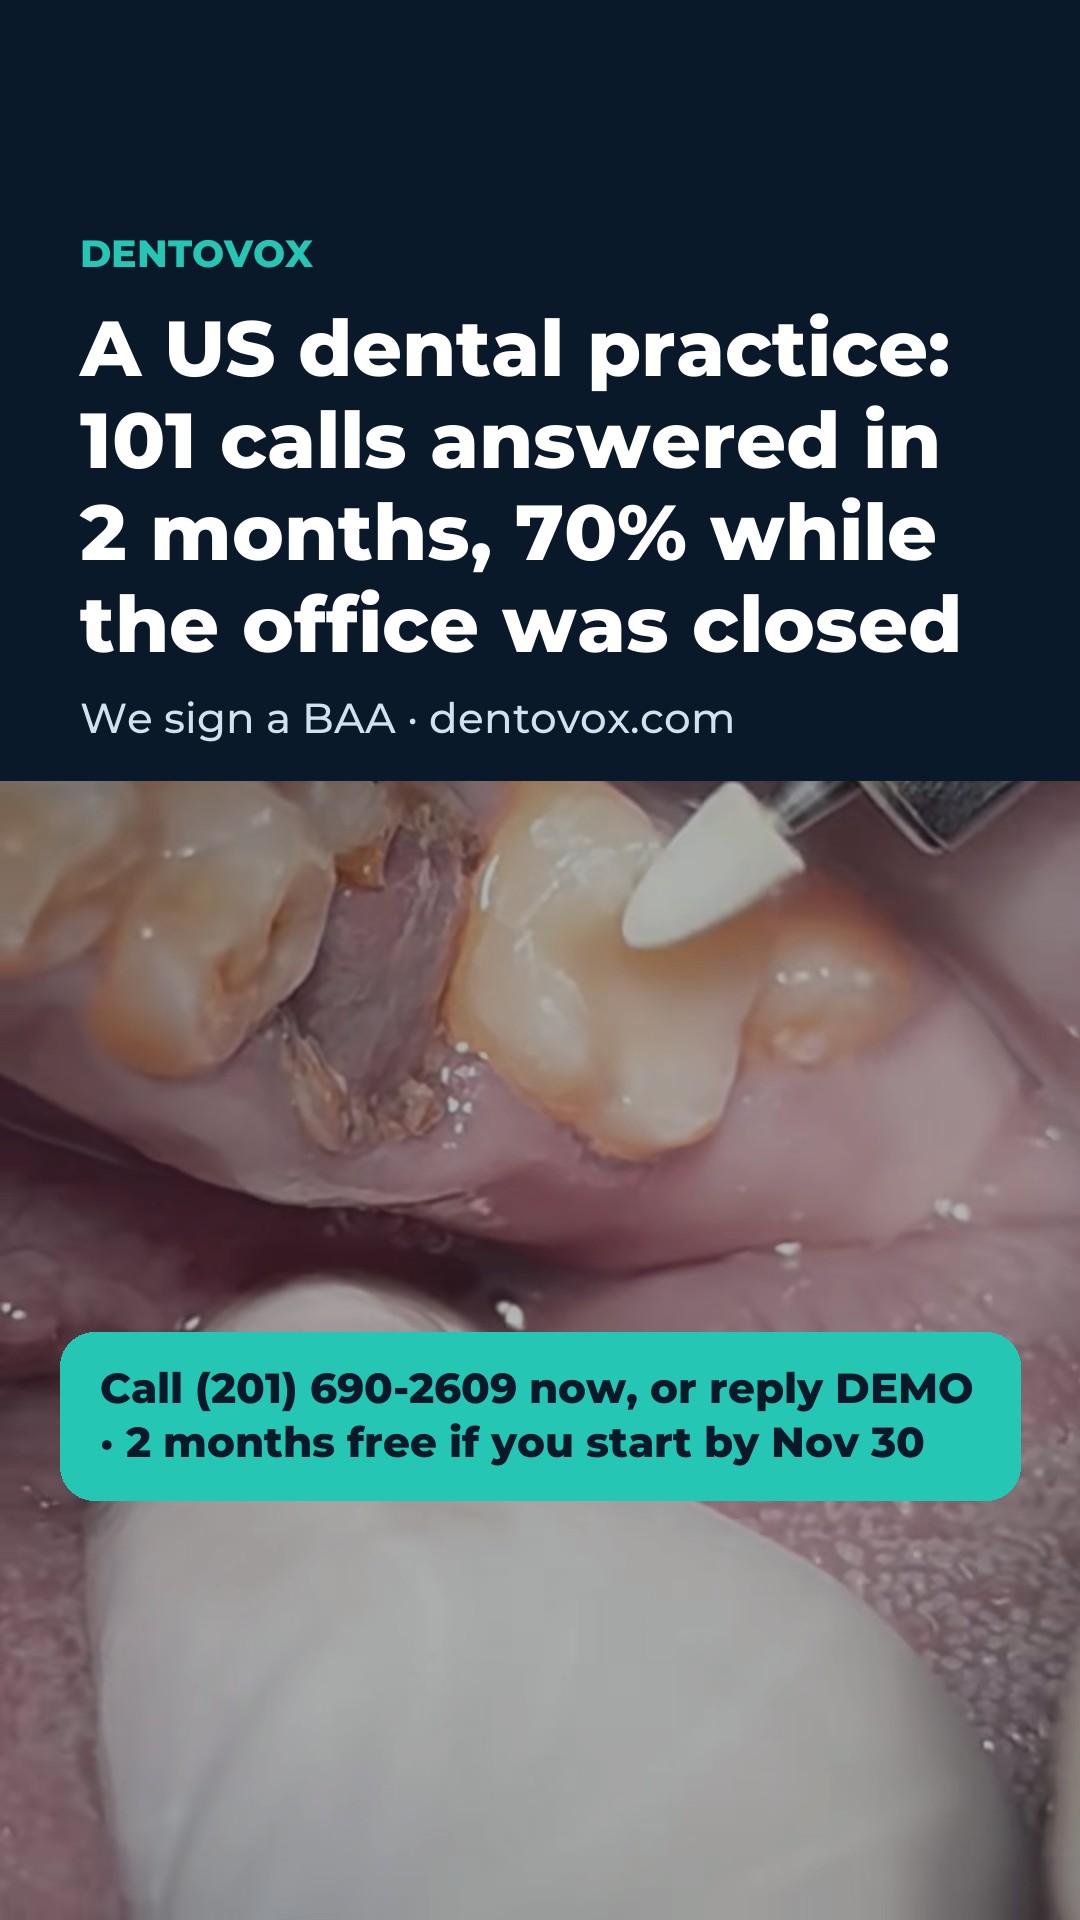 DENTOVOX
A US dental practice:
101 calls answered in
2 months, 70% while
the office was closed
We sign a BAA · dentovox.com
Call (201) 690-2609 now, or reply DEMO
· 2 months free if you start by Nov 30